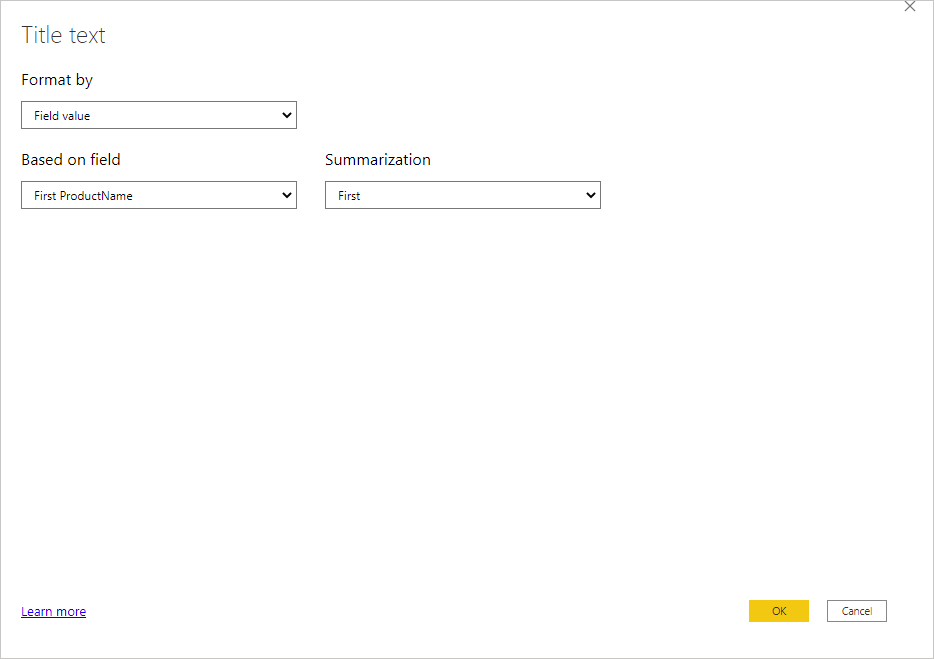 Title text
Format by
Field value
Based on field
Summarization
First ProductName
First
Learn more
OK
Cancel